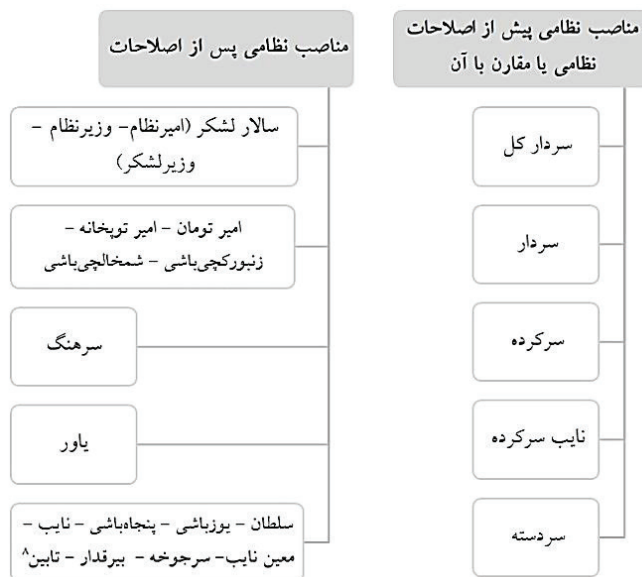 مناصب نظامی پیش از اصلاحات
نظامی یا مقارن با آن
سردار کل
سردار
سرکرده
نایب سرکرده
سردسته
مناصب نظامی پس از اصلاحات
سالار لشکر (امیرنظام- وزیرنظام -
وزیرلشکر)
امیر تومان - امیر توپخانه -
زنبورکچی‌باشی - شمخالچی‌باشی
سرهنگ
یاور
سلطان - یوزباشی - پنجاه‌باشی - نایب -
معین نایب- سرجوخه - بیرقدار - تابین^۸